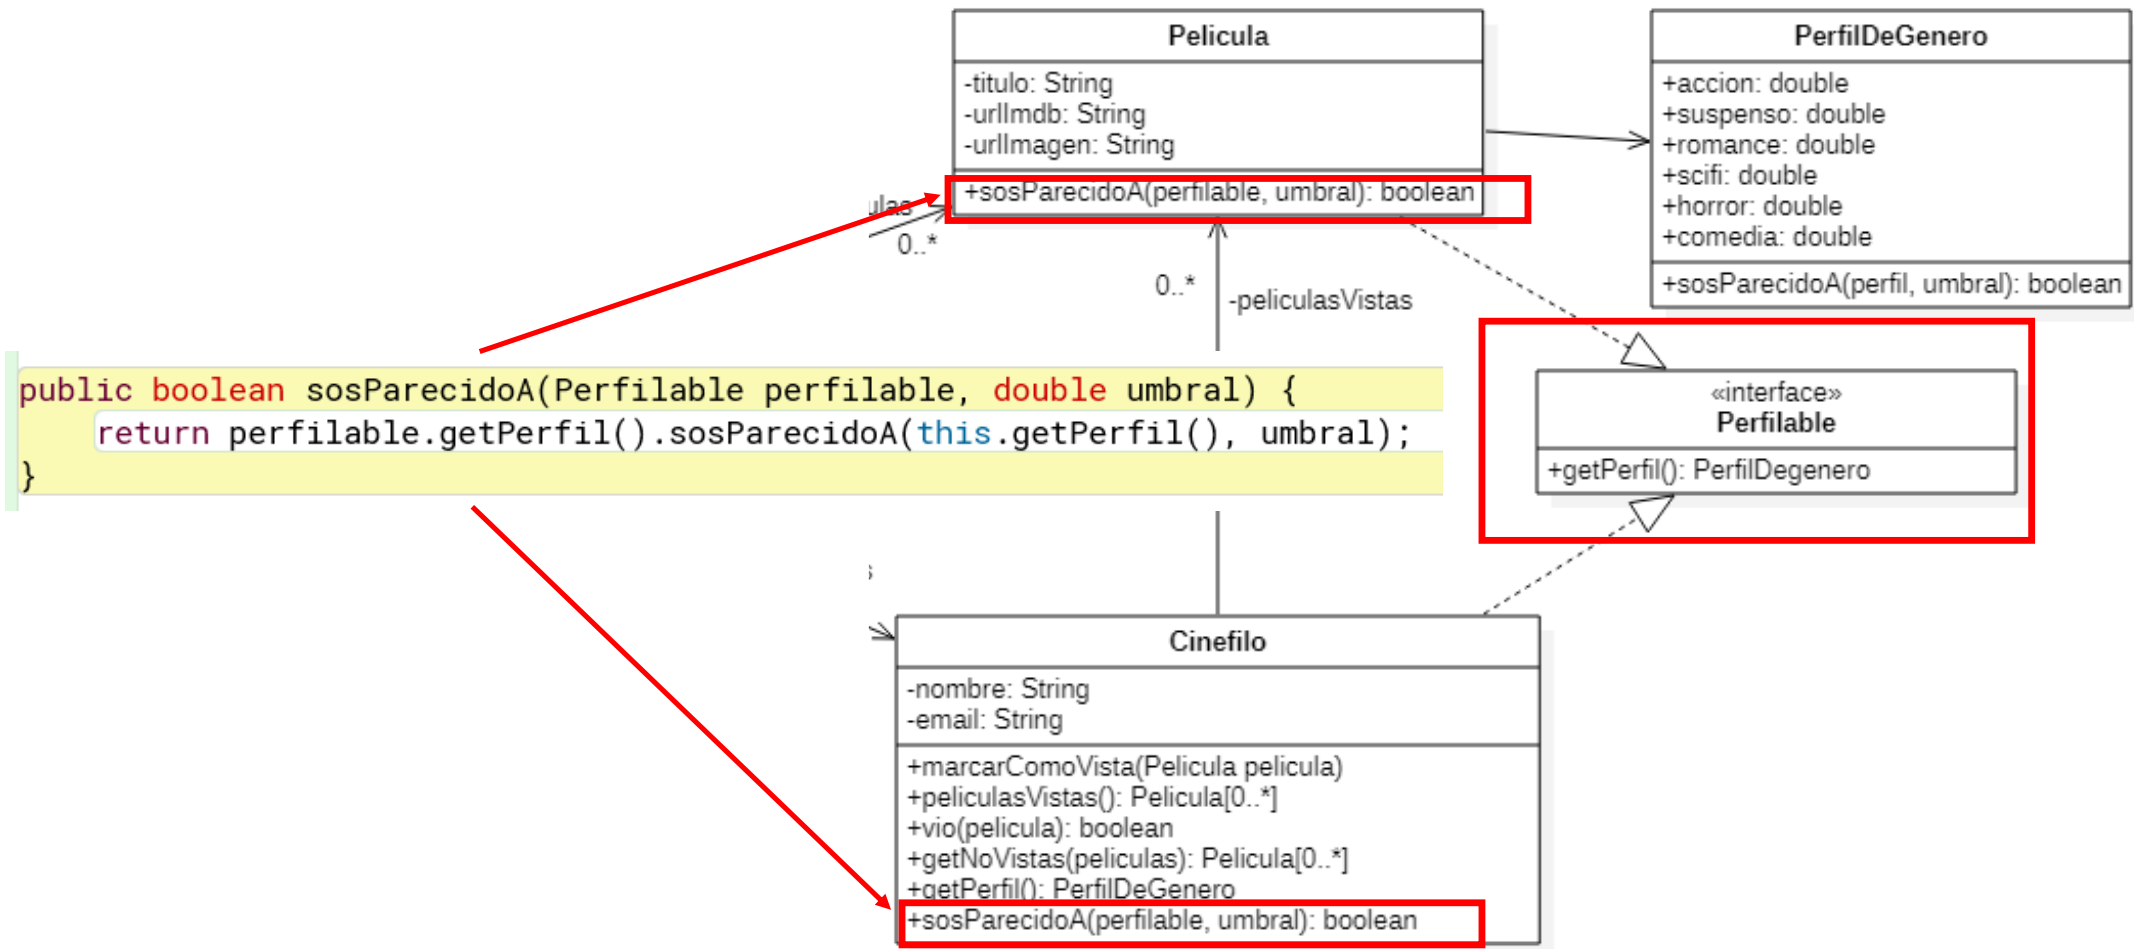 Pelicula
-titulo: String
-urlImdb: String
-urlImagen: String
+sosParecidoA(perfilable, umbral): boolean
PerfilDeGenero
+accion: double
+suspenso: double
+romance: double
+scifi: double
+horror: double
+comedia: double
+sosParecidoA(perfil, umbral): boolean
ulas
0..*
0..*
-peliculasVistas
public boolean sosParecidoA(Perfilable perfilable, double umbral) {
return perfilable.getPerfil().sosParecidoA(this.getPerfil(), umbral);
}
«interface»
Perfilable
+getPerfil(): PerfilDegenero
s
Cinefilo
-nombre: String
-email: String
+marcarComoVista(Pelicula pelicula)
+peliculasVistas(): Pelicula[0..*]
+vio(pelicula): boolean
+getNoVistas(peliculas): Pelicula[0..*]
+getPerfil(): PerfilDeGenero
+sosParecidoA(perfilable, umbral): boolean